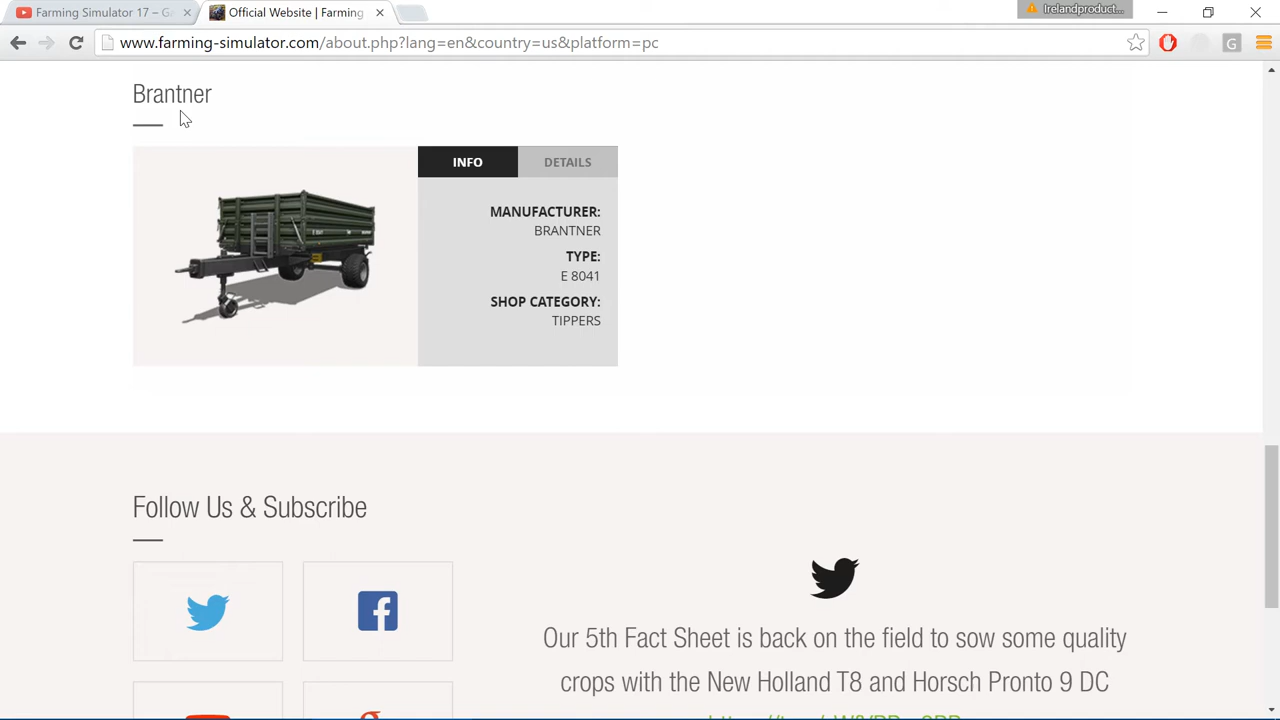 Farming Simulator 17 – G
Official Website | Farming
Irelandproduct...
www.farming-simulator.com/about.php?lang=en&country=us&platform=pc
G
Brantner
INFO
DETAILS
MANUFACTURER:
BRANTNER
TYPE:
E 8041
SHOP CATEGORY:
TIPPERS
Follow Us & Subscribe
Our 5th Fact Sheet is back on the field to sow some quality
crops with the New Holland T8 and Horsch Pronto 9 DC